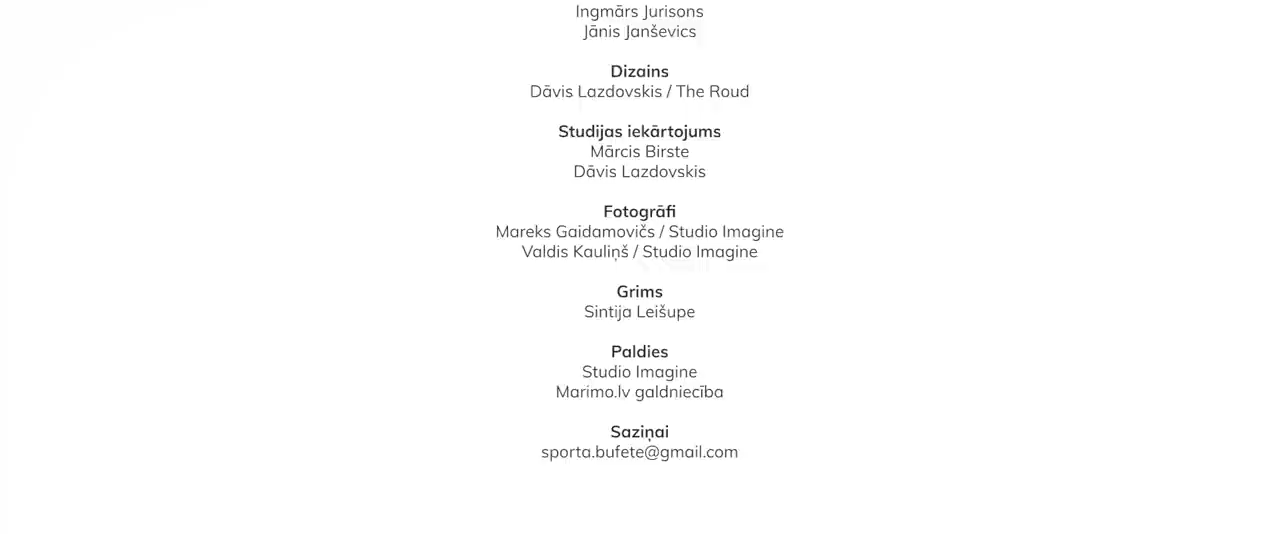 Ingmārs Jurisons
Jānis Janševics
Dizains
Dāvis Lazdovskis / The Roud
Studijas iekārtojums
Mārcis Birste
Dāvis Lazdovskis
Fotogrāfi
Mareks Gaidamovičs / Studio Imagine
Valdis Kauliņš / Studio Imagine
Grims
Sintija Leišupe
Paldies
Studio Imagine
Marimo.lv galdniecība
Saziņai
sporta.bufete@gmail.com